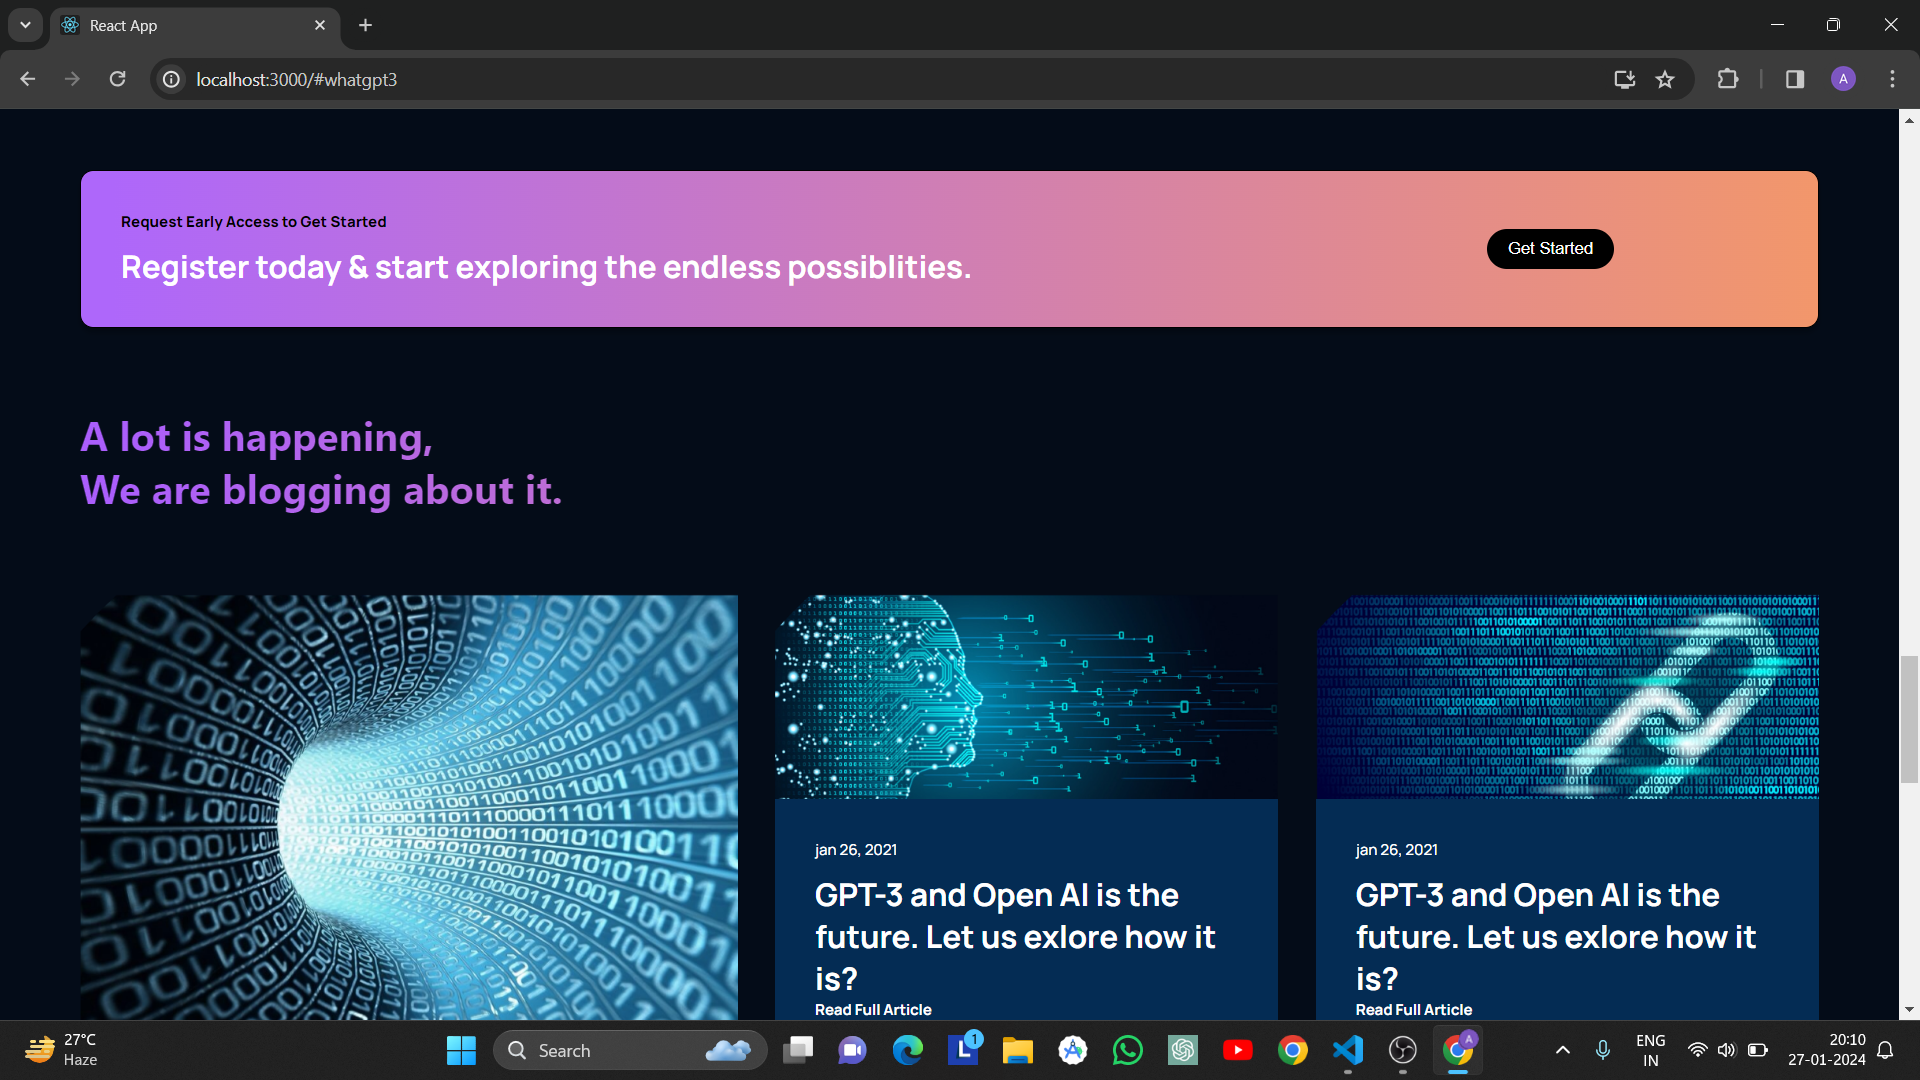 React App
localhost:3000/#whatgpt3
A
Request Early Access to Get Started
Register today & start exploring the endless possiblities.
Get Started
A lot is happening,
We are blogging about it.
jan 26, 2021
GPT-3 and Open AI is the
future. Let us exlore how it
is?
Read Full Article
jan 26, 2021
GPT-3 and Open AI is the
future. Let us exlore how it
is?
Read Full Article
27°C
Haze
Search
L
1
A
ENG
IN
20:10
27-01-2024